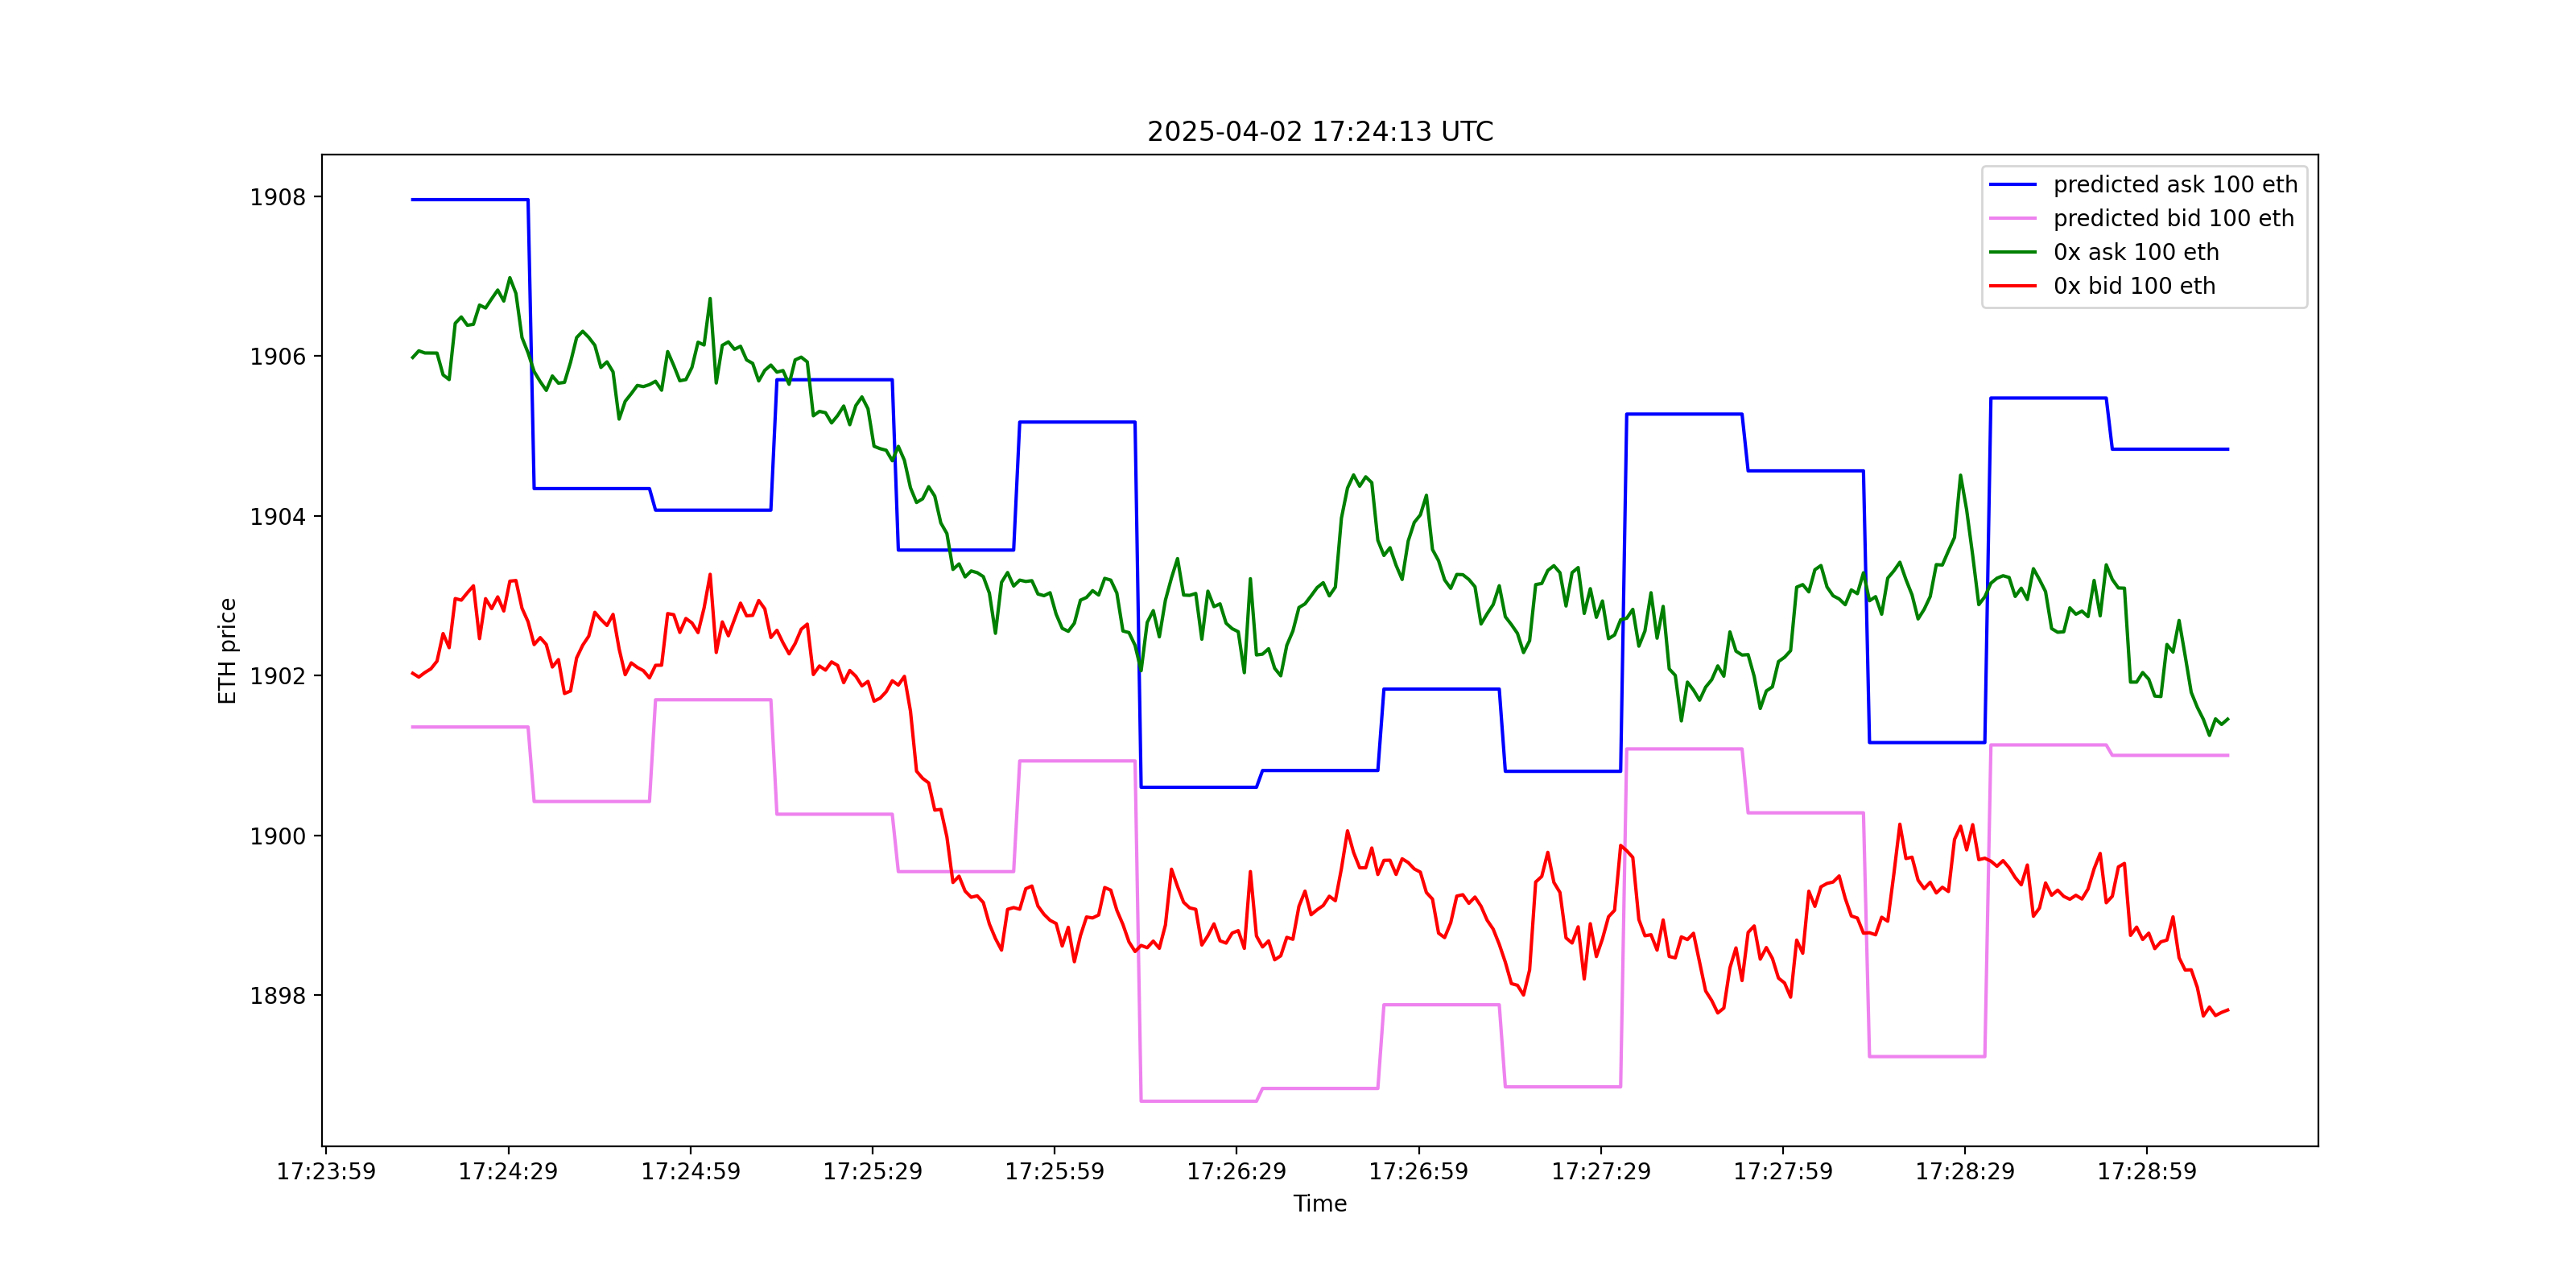 2025-04-02 17:24:13 UTC
predicted ask 100 eth
predicted bid 100 eth
0x ask 100 eth
0x bid 100 eth
ETH price
1908
1906
1904
1902
1900
1898
17:23:59 17:24:29 17:24:59 17:25:29 17:25:59 17:26:29 17:26:59 17:27:29 17:27:59 17:28:29 17:28:59
Time